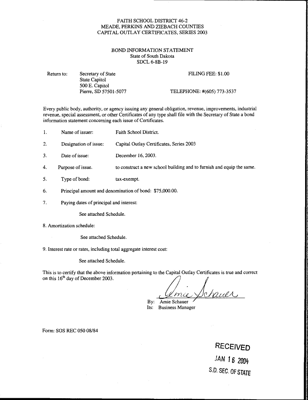 FAITH SCHOOL DISTRICT 46-2
MEADE, PERKINS AND ZIEBACH COUNTIES
CAPITAL OUTLAY CERTIFICATES, SERIES 2003
BOND INFORMATION STATEMENT
State of South Dakota
SDCL 6-8B-19
Return to: Secretary of State FILING FEE: $1.00
State Capitol
500 E. Capitol
Pierre, SD 57501-5077 TELEPHONE: #(605) 773-3537
Every public body, authority, or agency issuing any general obligation, revenue, improvements, industrial
revenue, special assessment, or other Certificates of any type shall file with the Secretary of State a bond
information statement concerning each issue of Certificates.
1. Name of issuer: Faith School District.
2. Designation of issue: Capital Outlay Certificates, Series 2003
3. Date of issue: December 16, 2003.
4. Purpose of issue. to construct a new school building and to furnish and equip the same.
5. Type of bond: tax-exempt.
6. Principal amount and denomination of bond: $75,000.00.
7. Paying dates of principal and interest:
See attached Schedule.
8. Amortization schedule:
See attached Schedule.
9. Interest rate or rates, including total aggregate interest cost:
See attached Schedule.
This is to certify that the above information pertaining to the Capital Outlay Certificates is true and correct
on this 16th day of December 2003.
Amie Schauer
By: Amie Schauer
Its: Business Manager
Form: SOS REC 050 08/84
RECEIVED
JAN 16 2004
S.D. SEC. OF STATE